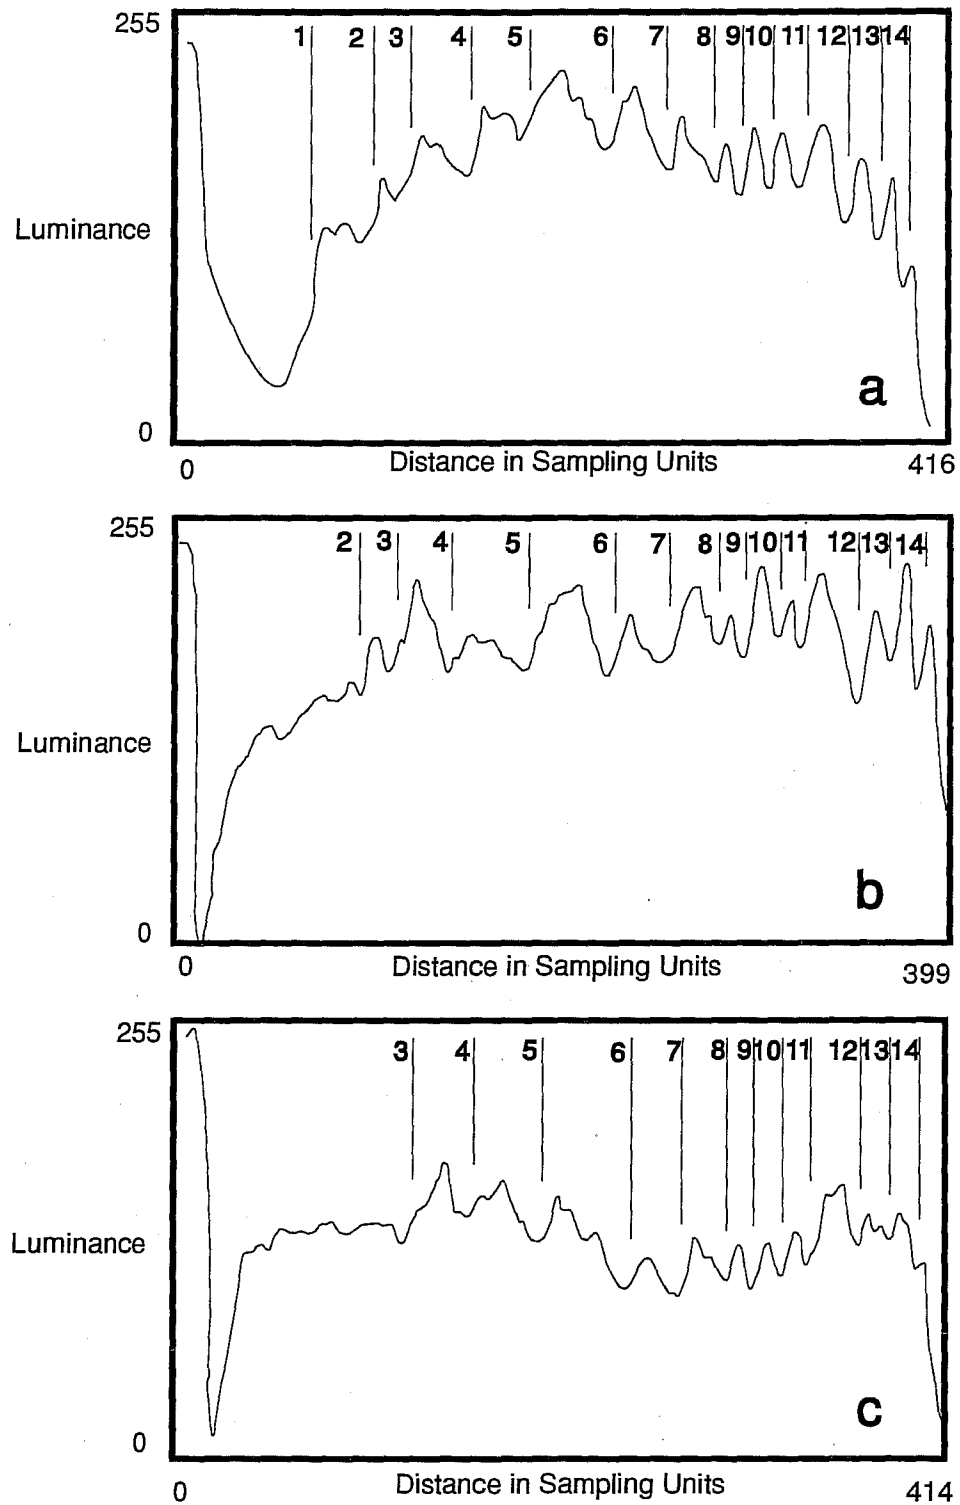 255
1 2 3 4 5 6 7 8 9 10 11 12 13 14
Luminance
a
0
0 Distance in Sampling Units 416
255
2 3 4 5 6 7 8 9 10 11 12 13 14
Luminance
b
0
0 Distance in Sampling Units 399
255
3 4 5 6 7 8 9 10 11 12 13 14
Luminance
c
0
0 Distance in Sampling Units 414